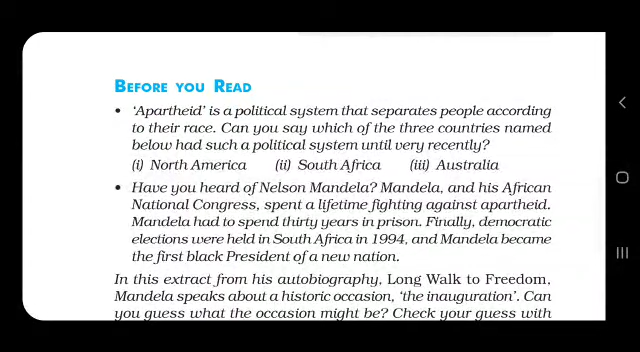 BEFORE YOU READ
• ‘Apartheid’ is a political system that separates people according
to their race. Can you say which of the three countries named
below had such a political system until very recently?
(i) North America (ii) South Africa (iii) Australia
• Have you heard of Nelson Mandela? Mandela, and his African
National Congress, spent a lifetime fighting against apartheid.
Mandela had to spend thirty years in prison. Finally, democratic
elections were held in South Africa in 1994, and Mandela became
the first black President of a new nation.
In this extract from his autobiography, Long Walk to Freedom,
Mandela speaks about a historic occasion, ‘the inauguration’. Can
you guess what the occasion might be? Check your guess with